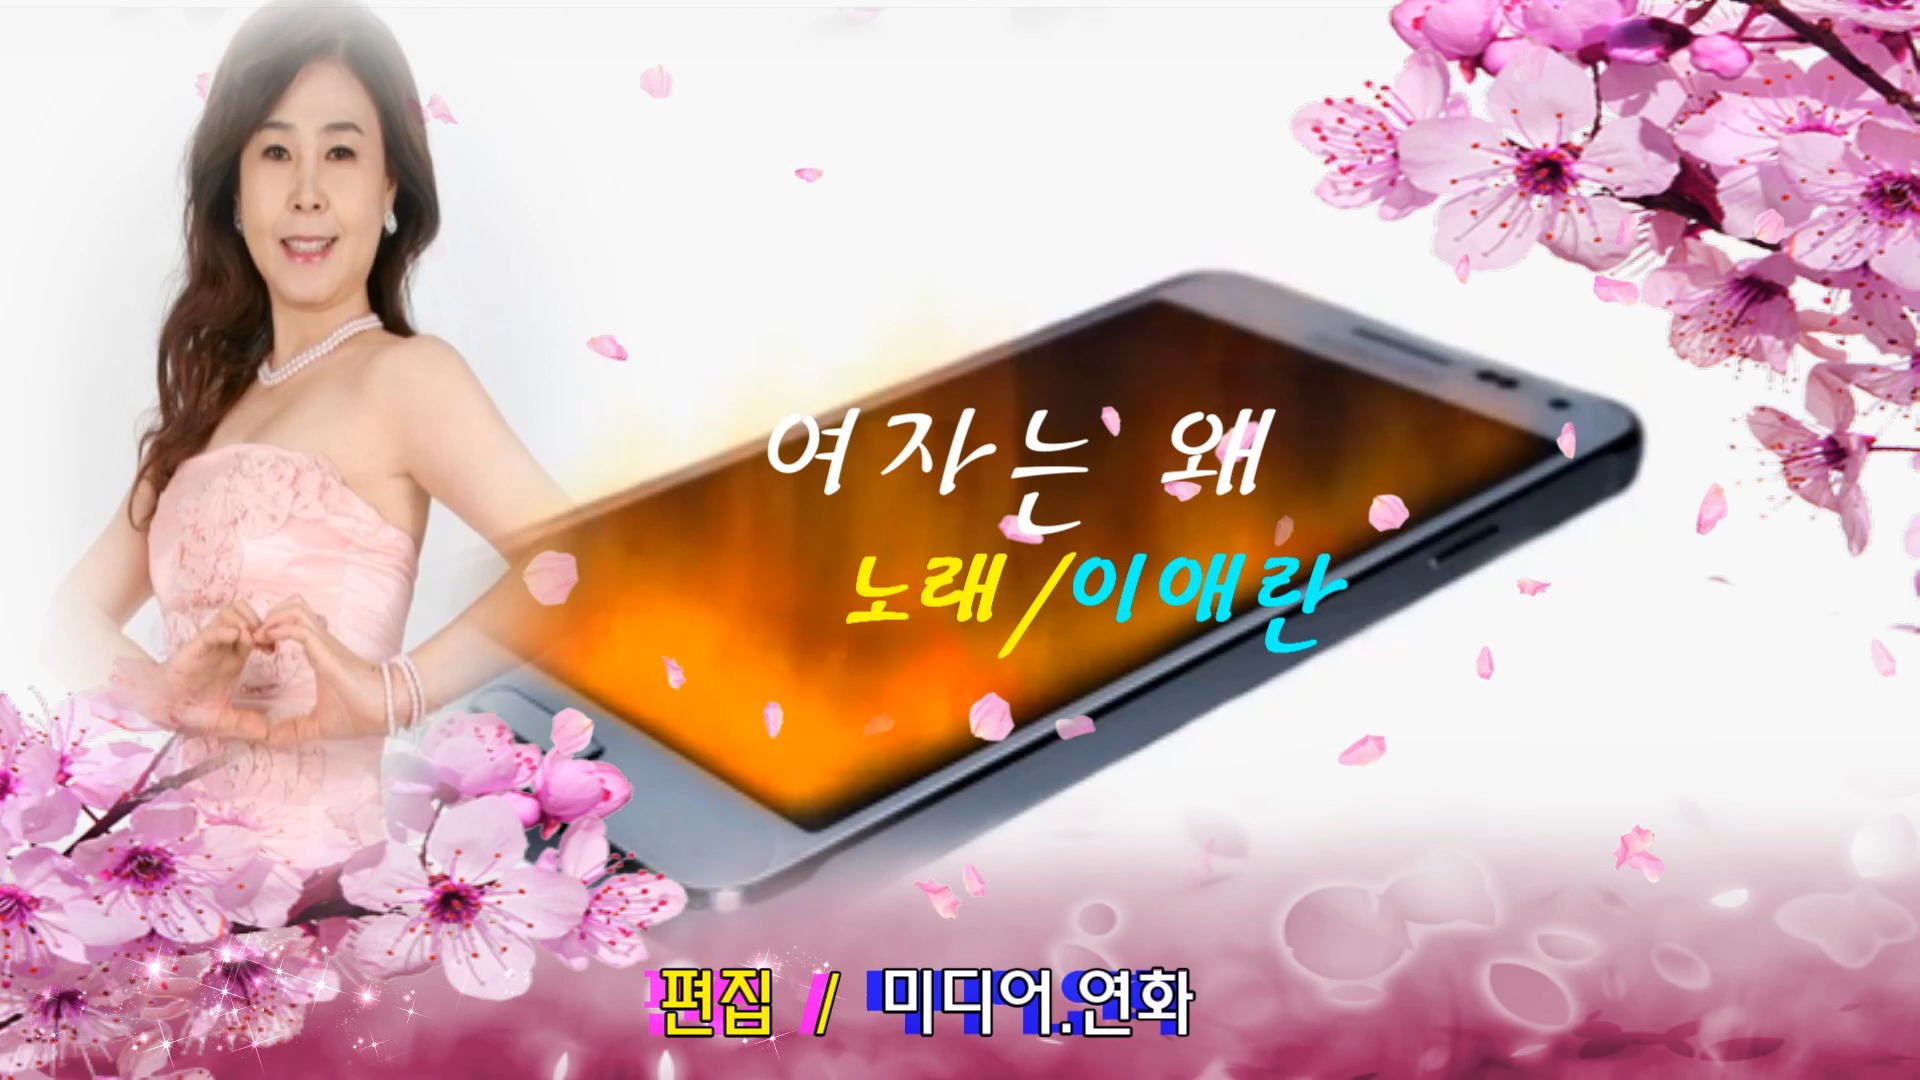 여자는 왜
노래/이애란
편집 / 미디어.연화